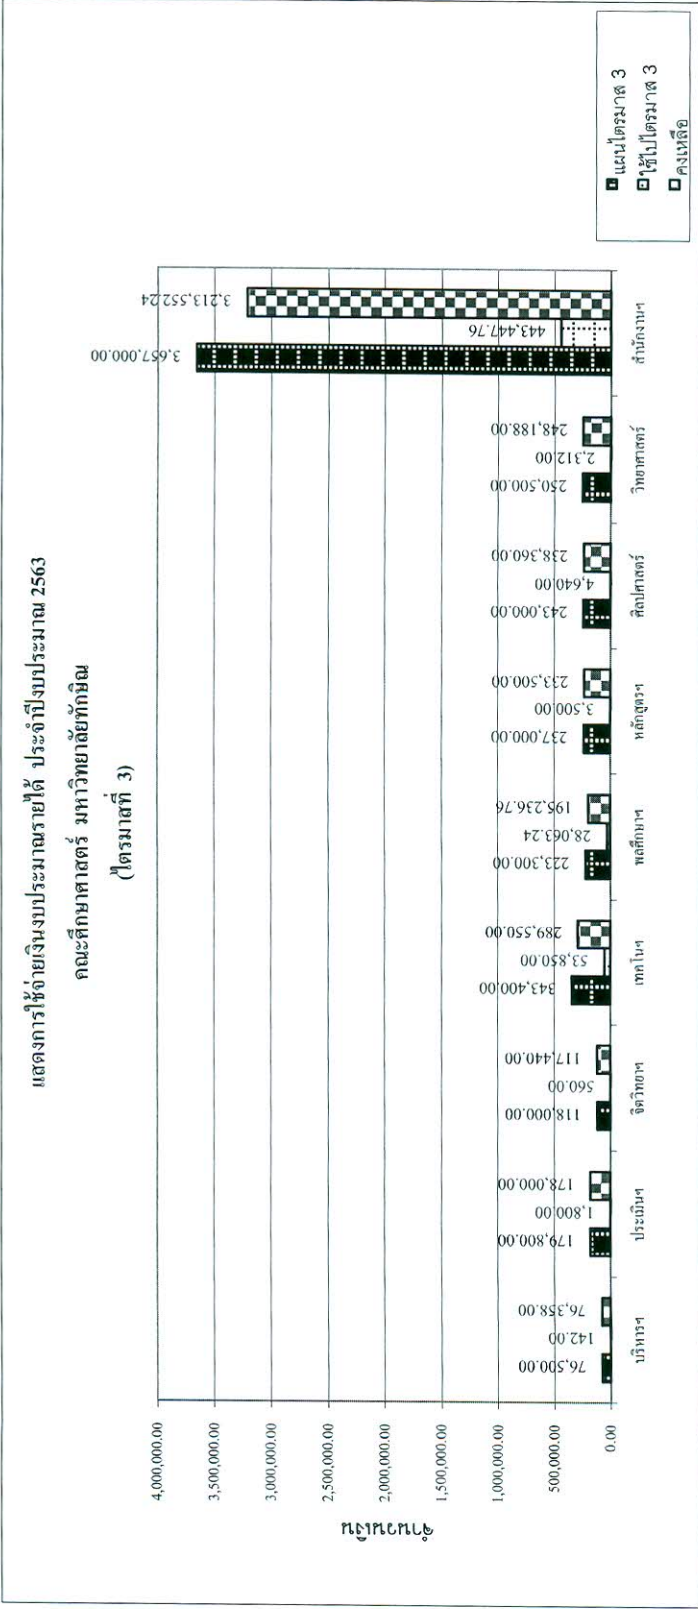 แสดงการใช้จ่ายเงินงบประมาณรายได้ ประจำปีงบประมาณ 2563
คณะศึกษาศาสตร์ มหาวิทยาลัยทักษิณ
(ไตรมาสที่ 3)
จำนวนเงิน
4,000,000.00
3,500,000.00
3,000,000.00
2,500,000.00
2,000,000.00
1,500,000.00
1,000,000.00
500,000.00
0.00
76,500.00
142.00
76,358.00
179,800.00
1,800.00
178,000.00
118,000.00
560.00
117,440.00
343,400.00
53,850.00
289,550.00
223,300.00
28,063.24
195,236.76
237,000.00
3,500.00
233,500.00
243,000.00
4,640.00
238,360.00
250,500.00
2,312.00
248,188.00
3,657,000.00
443,447.76
3,213,552.24
บริหารฯ
ประเมินฯ
จิตวิทยาฯ
เทคโนฯ
พลศึกษาฯ
หลักสูตรฯ
ศิลปศาสตร์
วิทยาศาสตร์
สำนักงานฯ
แผนไตรมาส 3
ใช้ไปไตรมาส 3
คงเหลือ